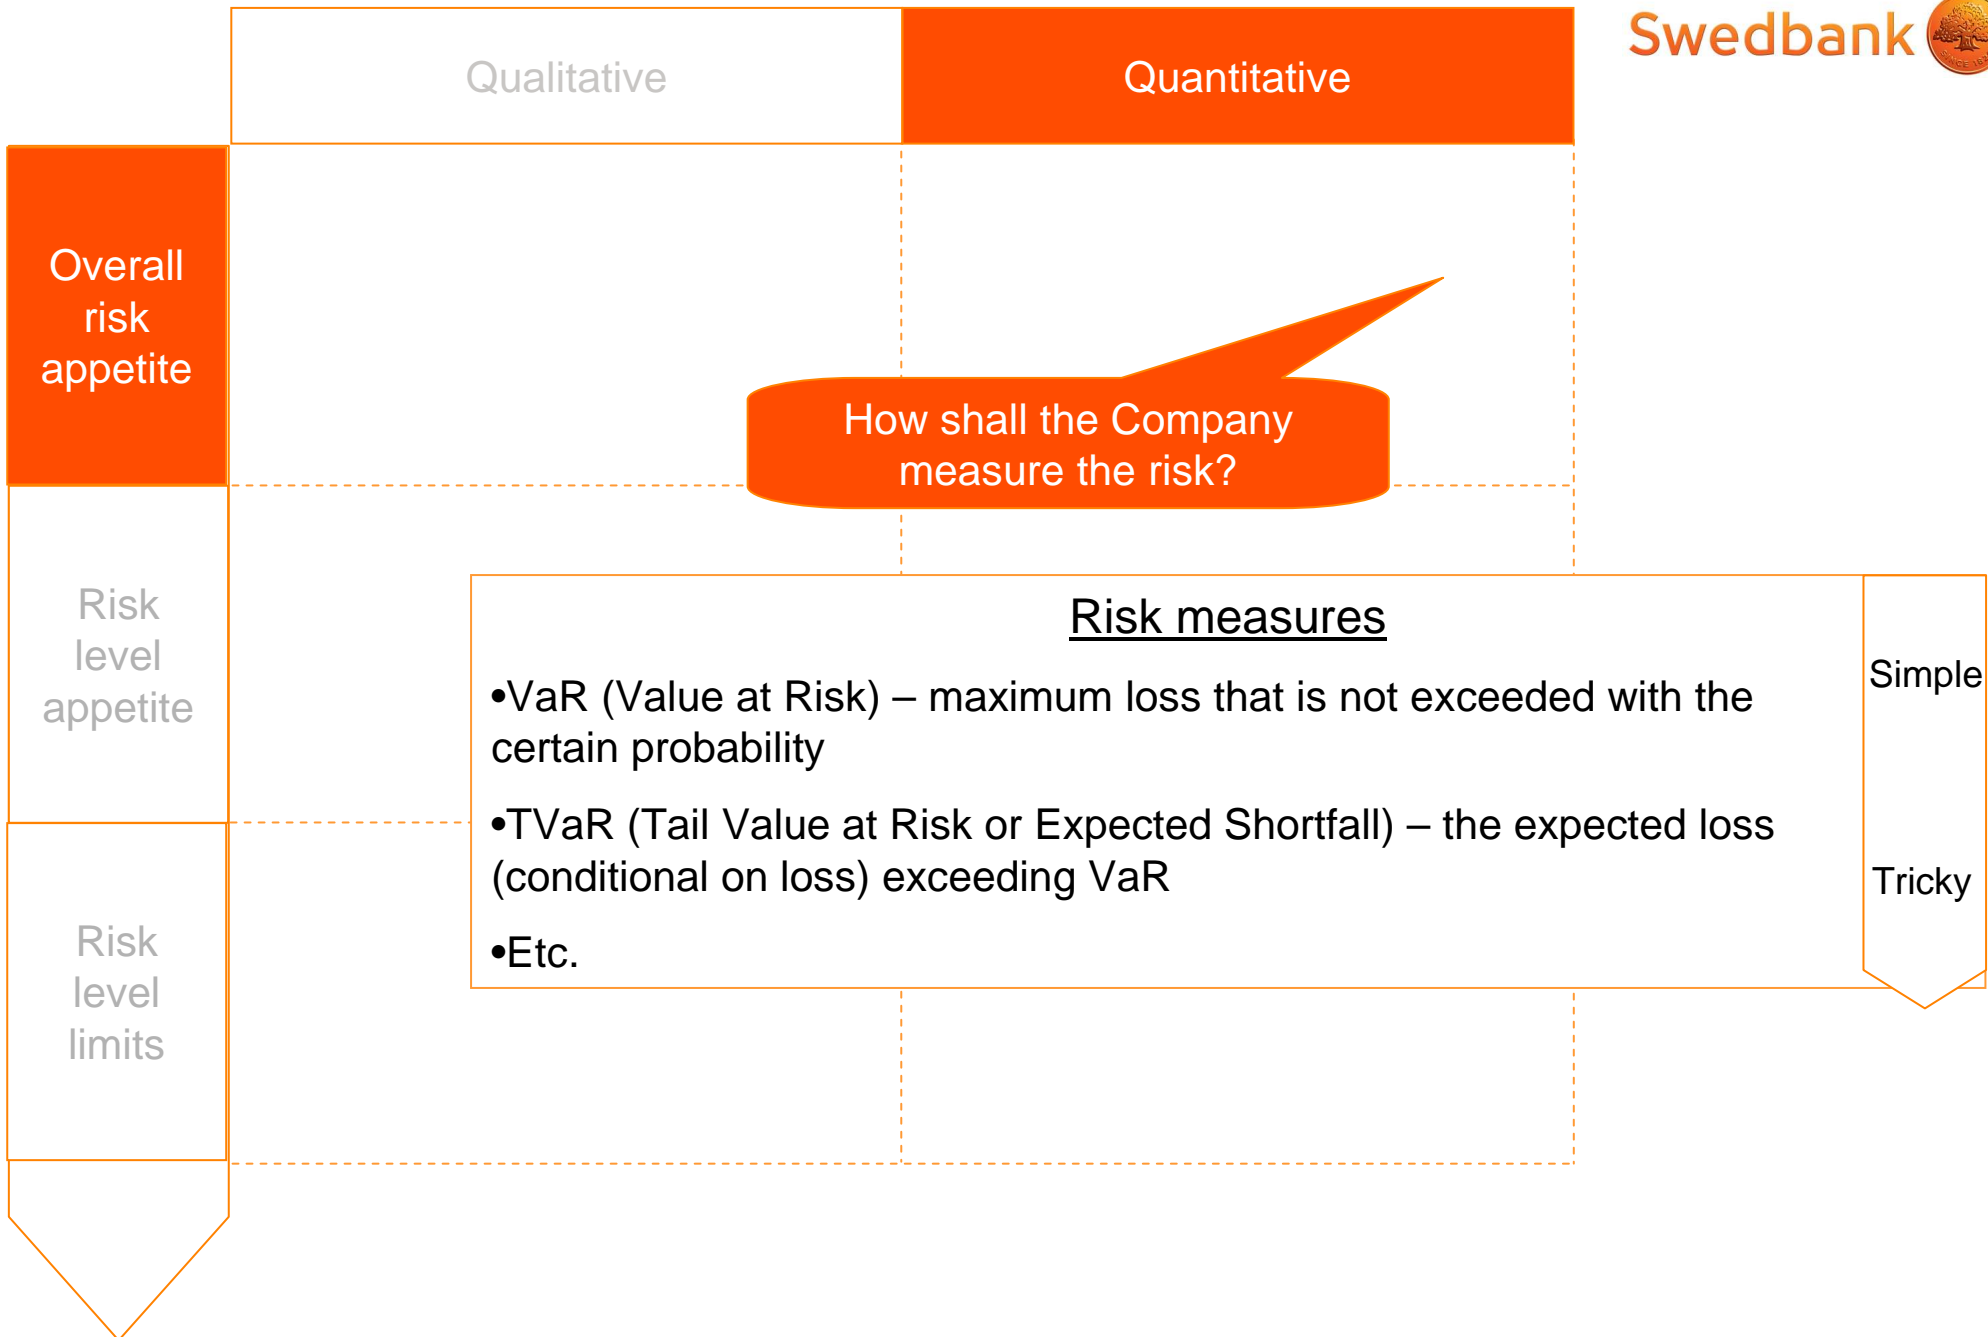 Swedbank
Qualitative
Quantitative
Overall
risk
appetite
How shall the Company
measure the risk?
Risk
level
appetite
Risk measures
•VaR (Value at Risk) – maximum loss that is not exceeded with the
certain probability
•TVaR (Tail Value at Risk or Expected Shortfall) – the expected loss
(conditional on loss) exceeding VaR
•Etc.
Simple
Tricky
Risk
level
limits